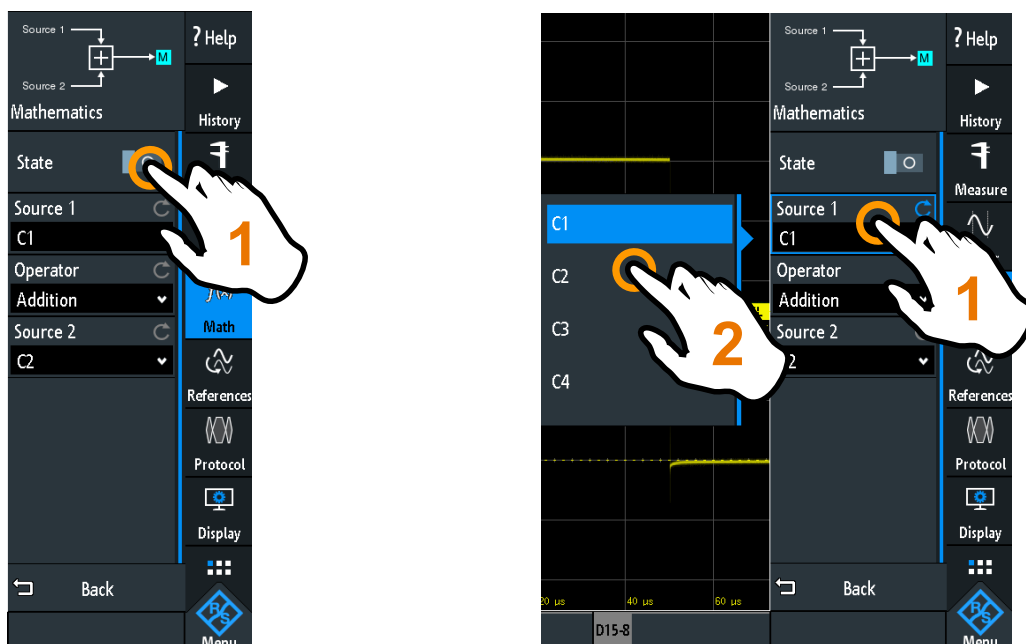 Source 1
M
Source 2
Mathematics
State
Source 1
C1
Operator
Addition
Source 2
C2
Back
? Help
History
Math
References
Protocol
Display
R&S
Menu
1
C1
C2
C3
C4
2
20 µs
40 µs
60 µs
D15-8
Source 1
M
Source 2
Mathematics
State
Source 1
C1
Operator
Addition
Source 2
2
Back
? Help
History
Measure
References
Protocol
Display
R&S
Menu
1